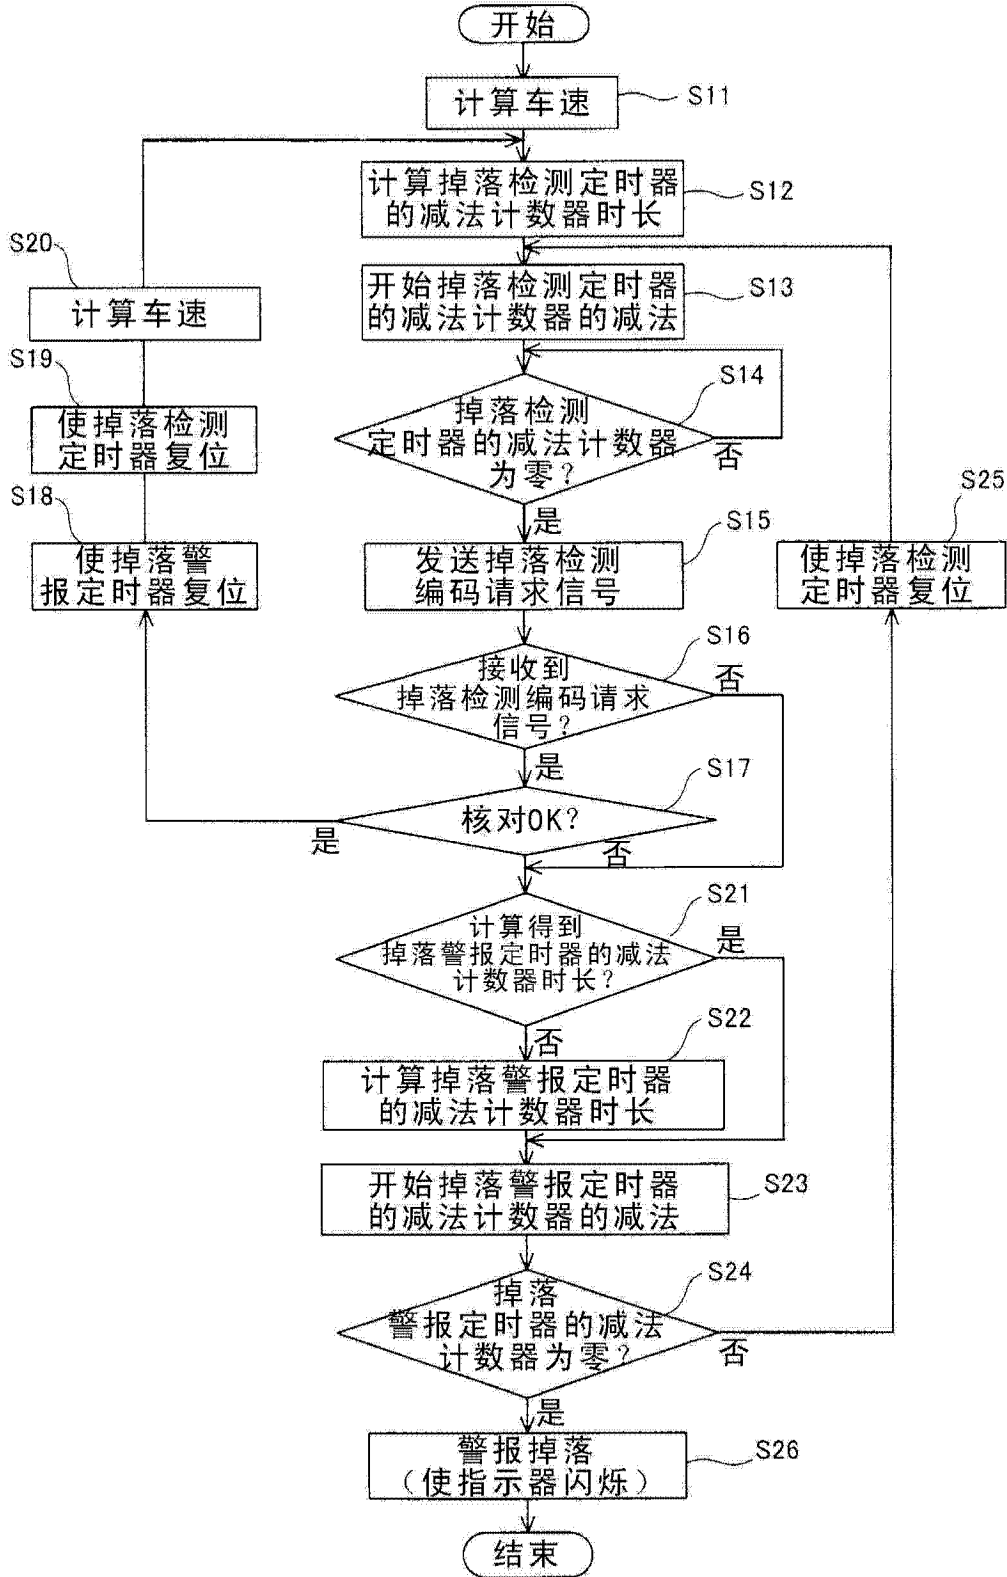 开始
计算车速
S11
计算掉落检测定时器
的减法计数器时长
S12
S20
计算车速
开始掉落检测定时器
的减法计数器的减法
S13
S19
使掉落检测
定时器复位
S14
掉落检测
定时器的减法计数器
为零？
否
是
S18
使掉落警
报定时器复位
S15
发送掉落检测
编码请求信号
S25
使掉落检测
定时器复位
S16
接收到
掉落检测编码请求
信号？
否
是
S17
核对OK？
是
否
S21
计算得到
掉落警报定时器的减法
计数器时长？
是
否
S22
计算掉落警报定时器
的减法计数器时长
S23
开始掉落警报定时器
的减法计数器的减法
S24
掉落
警报定时器的减法
计数器为零？
否
是
警报掉落
（使指示器闪烁）
S26
结束